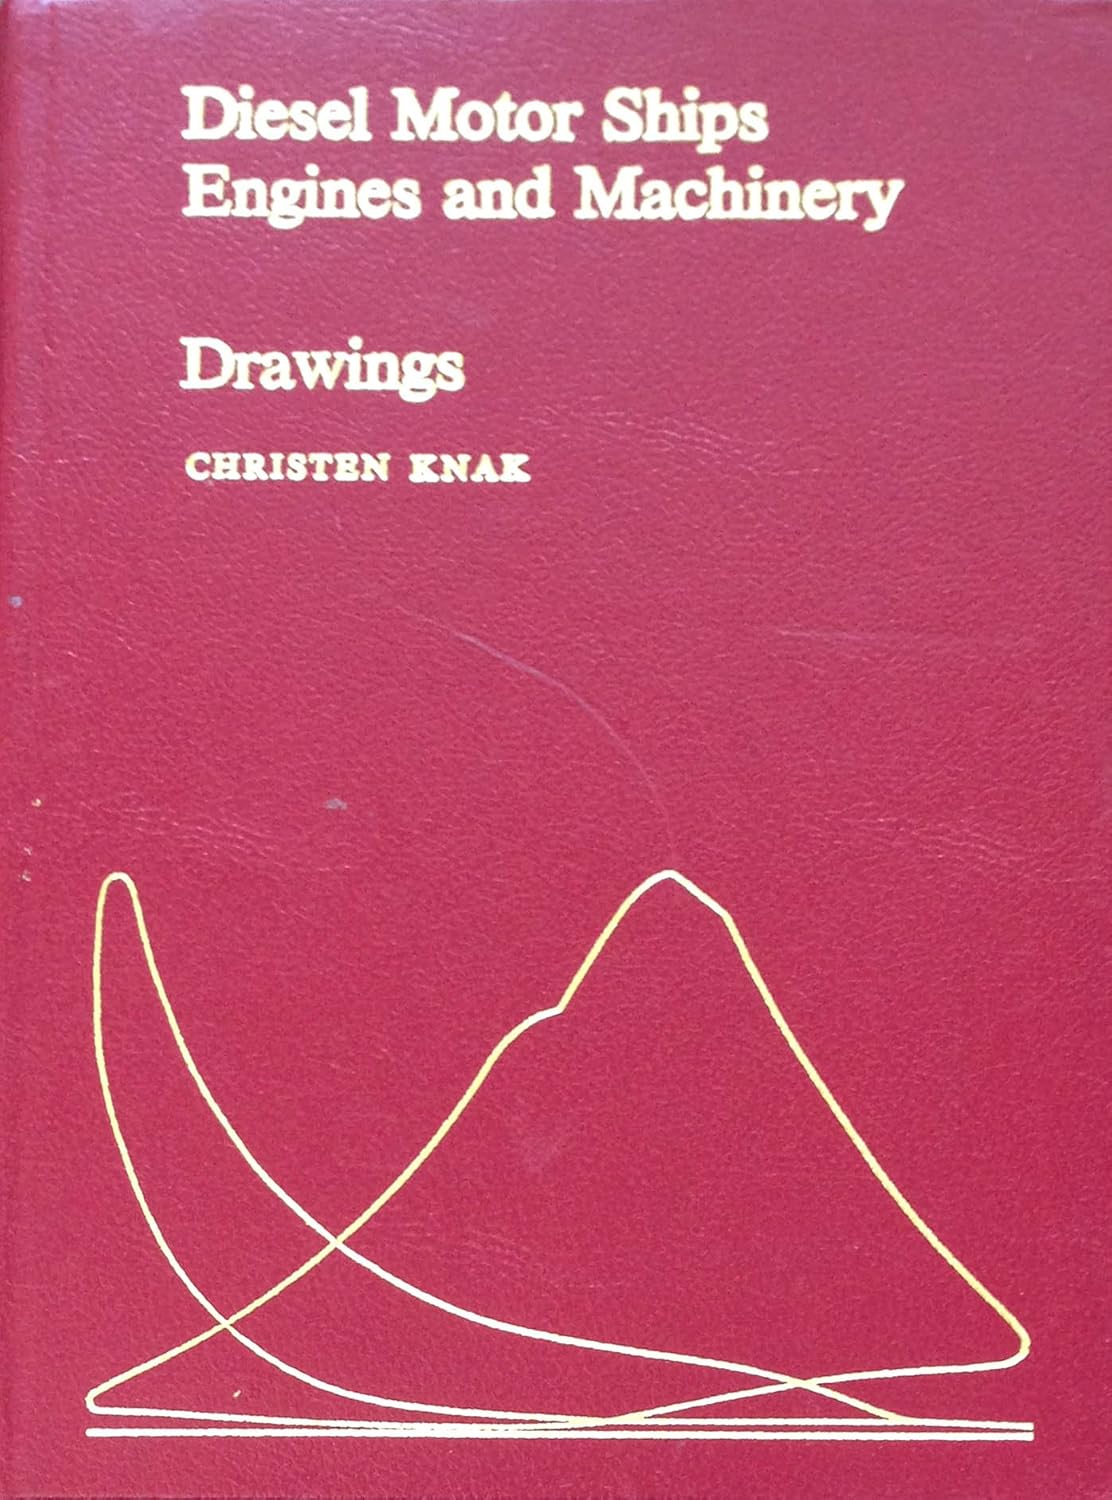 Diesel Motor Ships
Engines and Machinery
Drawings
CHRISTEN KNAK